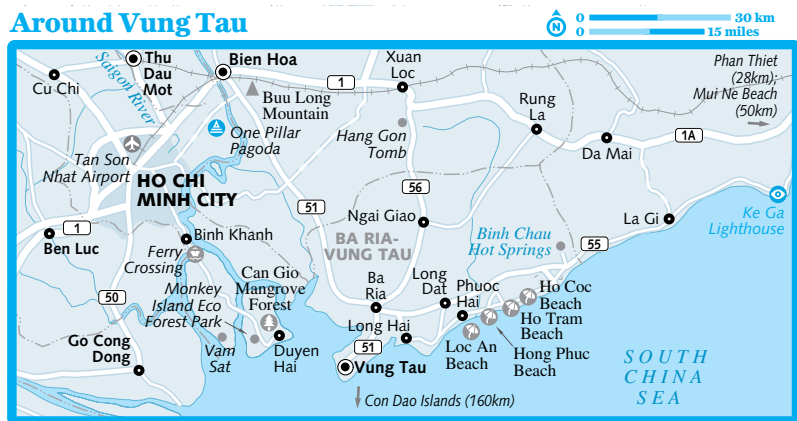 Around Vung Tau
N
0 30 km
0 15 miles
Phan Thiet
(28km);
Mui Ne Beach
(50km)
Thu
Dau
Mot
Bien Hoa
Xuan
Loc
Cu Chi
Saigon River
1
Buu Long
Mountain
Rung
La
One Pillar
Pagoda
Hang Gon
Tomb
1A
Da Mai
Tan Son
Nhat Airport
HO CHI
MINH CITY
56
51
Ngai Giao
La Gi
Ke Ga
Lighthouse
1
Ben Luc
Binh Khanh
BA RIA-
VUNG TAU
Binh Chau
Hot Springs
55
Ferry
Crossing
Can Gio
Mangrove
Forest
Ba
Ria
Long
Dat
Phuoc
Hai
Ho Coc
Beach
50
Monkey
Island Eco
Forest Park
Ho Tram
Beach
Long Hai
Go Cong
Dong
Vam
Sat
Duyen
Hai
51
Vung Tau
Loc An
Beach
Hong Phuc
Beach
SOUTH
CHINA
SEA
Con Dao Islands (160km)